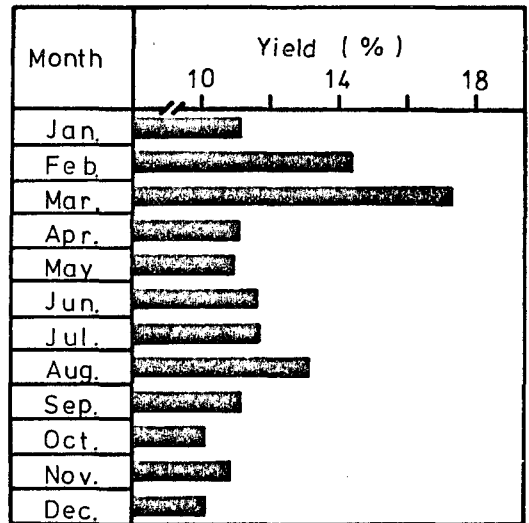 Month
Yield (%)
10 14 18
Jan.
Feb.
Mar.
Apr.
May
Jun.
Jul.
Aug.
Sep.
Oct.
Nov.
Dec.